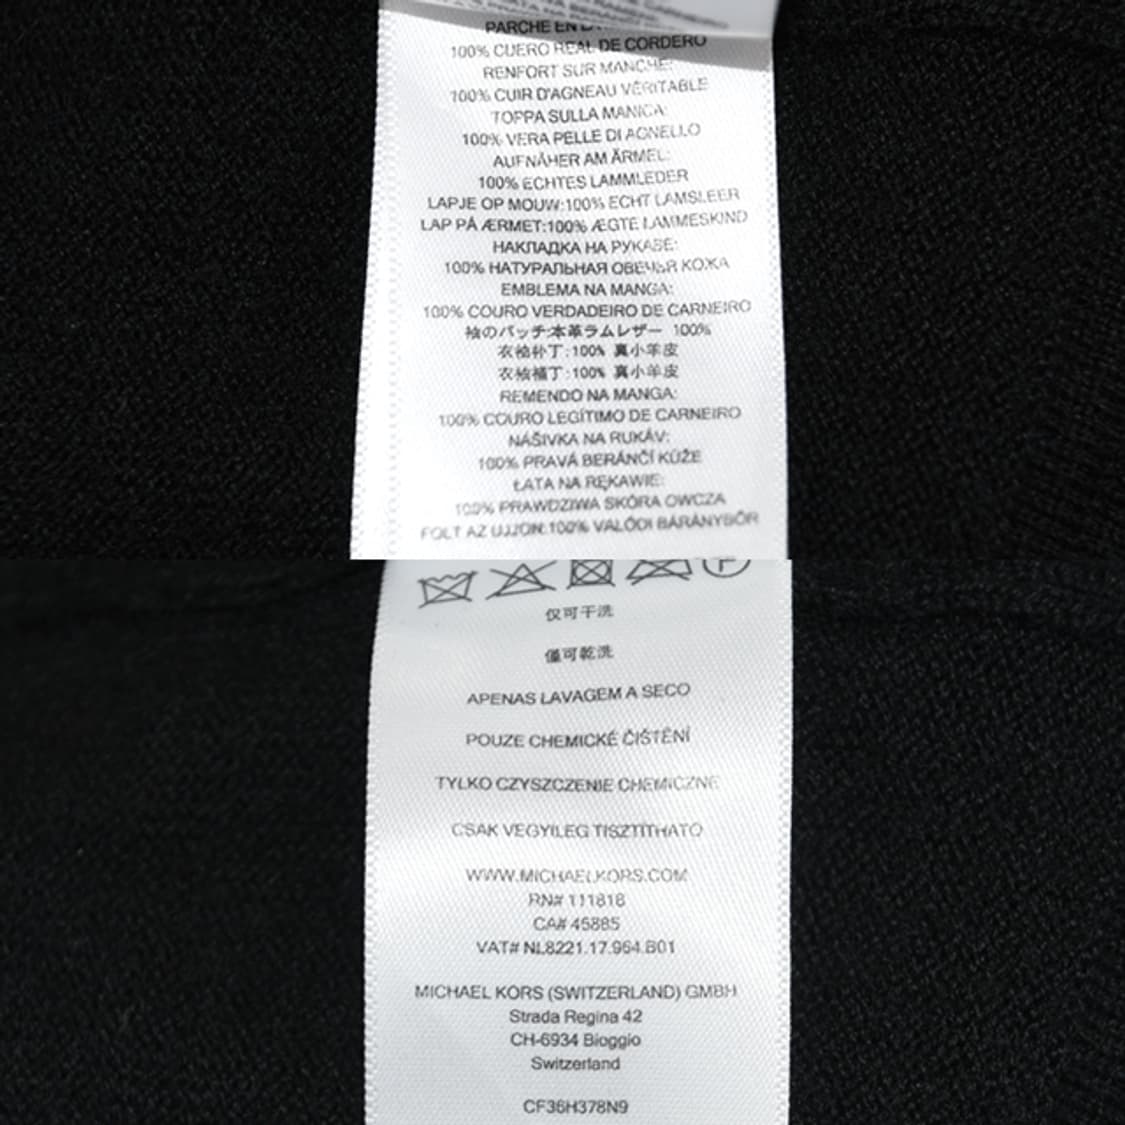 PARCHE EN
100% CUERO REAL DE CORDERO
RENFORT SUR MANCHE:
100% CUIR D'AGNEAU VÉRITABLE
TOPPA SULLA MANICA:
100% VERA PELLE DI AGNELLO
AUFNÄHER AM ÄRMEL:
100% ECHTES LAMMLEDER
LAPJE OP MOUW:100% ECHT LAMSLEER
LAP PÅ ÆRMET:100% ÆGTE LAMMESKIND
НАКЛАДКА НА РУКАВЕ:
100% НАТУРАЛЬНАЯ ОВЕЧЬЯ КОЖА
EMBLEMA NA MANGA:
100% COURO VERDADEIRO DE CARNEIRO
袖のパッチ:本革ラムレザー 100%
衣袖补丁:100% 真小羊皮
衣袖補丁:100% 真小羊皮
REMENDO NA MANGA:
100% COURO LEGÍTIMO DE CARNEIRO
NÁŠIVKA NA RUKÁV:
100% PRAVÁ BERÁNČÍ KŮŽE
ŁATA NA RĘKAWIE:
100% PRAWDZIWA SKÓRA OWCZA
FOLT AZ UJJON:100% VALÓDI BÁRÁNYBŐR
仅可干洗
僅可乾洗
APENAS LAVAGEM A SECO
POUZE CHEMICKÉ ČIŠTĚNÍ
TYLKO CZYSZCZENIE CHEMICZNE
CSAK VEGYILEG TISZTÍTHATÓ
WWW.MICHAELKORS.COM
RN# 111818
CA# 45885
VAT# NL8221.17.964.B01
MICHAEL KORS (SWITZERLAND) GMBH
Strada Regina 42
CH-6934 Bioggio
Switzerland
CF36H378N9